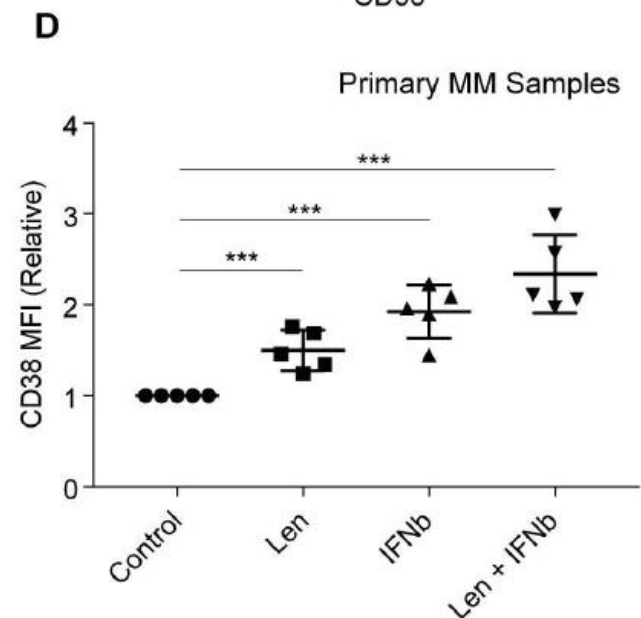 D
Primary MM Samples
CD38 MFI (Relative)
4
3
2
1
0
***
***
***
Control
Len
IFNb
Len + IFNb